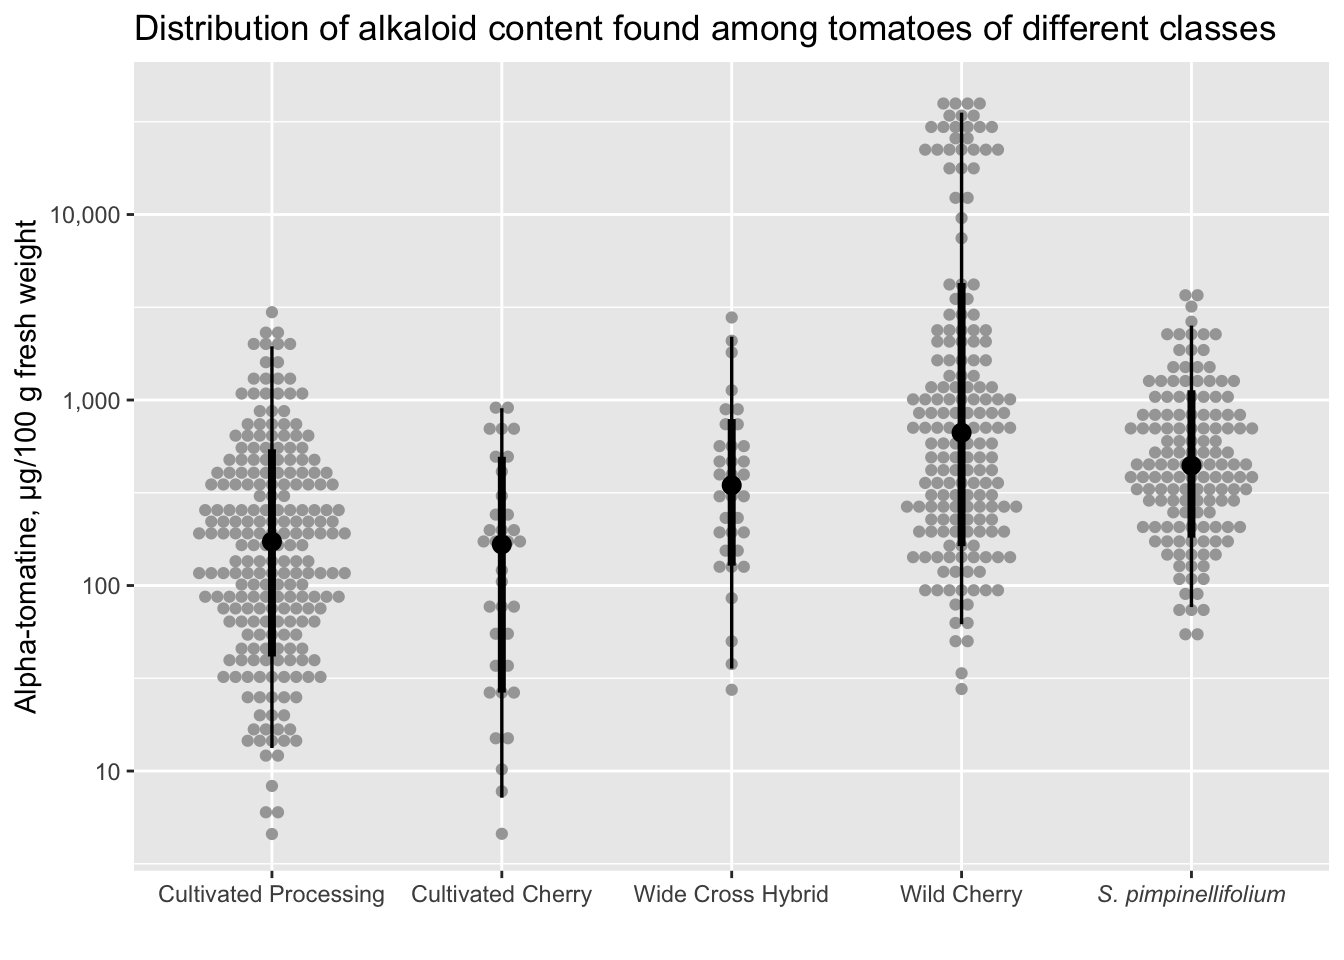 Distribution of alkaloid content found among tomatoes of different classes
Alpha-tomatine, µg/100 g fresh weight
10,000
1,000
100
10
Cultivated Processing
Cultivated Cherry
Wide Cross Hybrid
Wild Cherry
S. pimpinellifolium